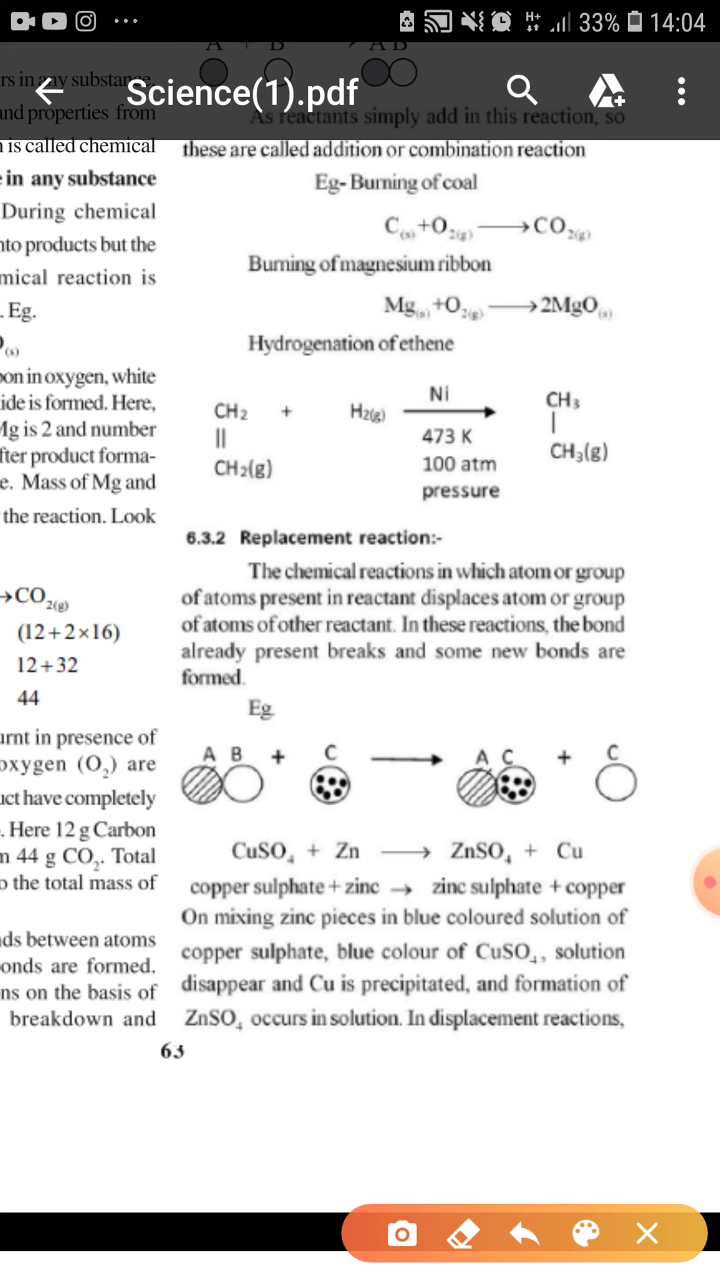 33% 14:04
Science(1).pdf
A + B A B
rs in any substance.
and properties from
is called chemical
in any substance
During chemical
nto products but the
mical reaction is
. Eg.
(s)
on in oxygen, white
ide is formed. Here,
Mg is 2 and number
fter product forma-
e. Mass of Mg and
the reaction. Look
→CO2(g)
(12+2×16)
12+32
44
urnt in presence of
oxygen (O2) are
uct have completely
. Here 12 g Carbon
m 44 g CO2. Total
o the total mass of
nds between atoms
onds are formed.
ns on the basis of
breakdown and
As reactants simply add in this reaction, so
these are called addition or combination reaction
Eg- Burning of coal
C(s)+O2(g)⟶CO2(g)
Burning of magnesium ribbon
Mg(s)+O2(g)⟶2MgO(s)
Hydrogenation of ethene
Ni
CH2 + H2(g) CH3
|| 473 K |
CH2(g) 100 atm CH3(g)
pressure
6.3.2 Replacement reaction:-
The chemical reactions in which atom or group
of atoms present in reactant displaces atom or group
of atoms of other reactant. In these reactions, the bond
already present breaks and some new bonds are
formed.
Eg
A B + C ⟶ A C + C
CuSO4 + Zn ⟶ ZnSO4 + Cu
copper sulphate + zinc → zinc sulphate + copper
On mixing zinc pieces in blue coloured solution of
copper sulphate, blue colour of CuSO4, solution
disappear and Cu is precipitated, and formation of
ZnSO4 occurs in solution. In displacement reactions,
63